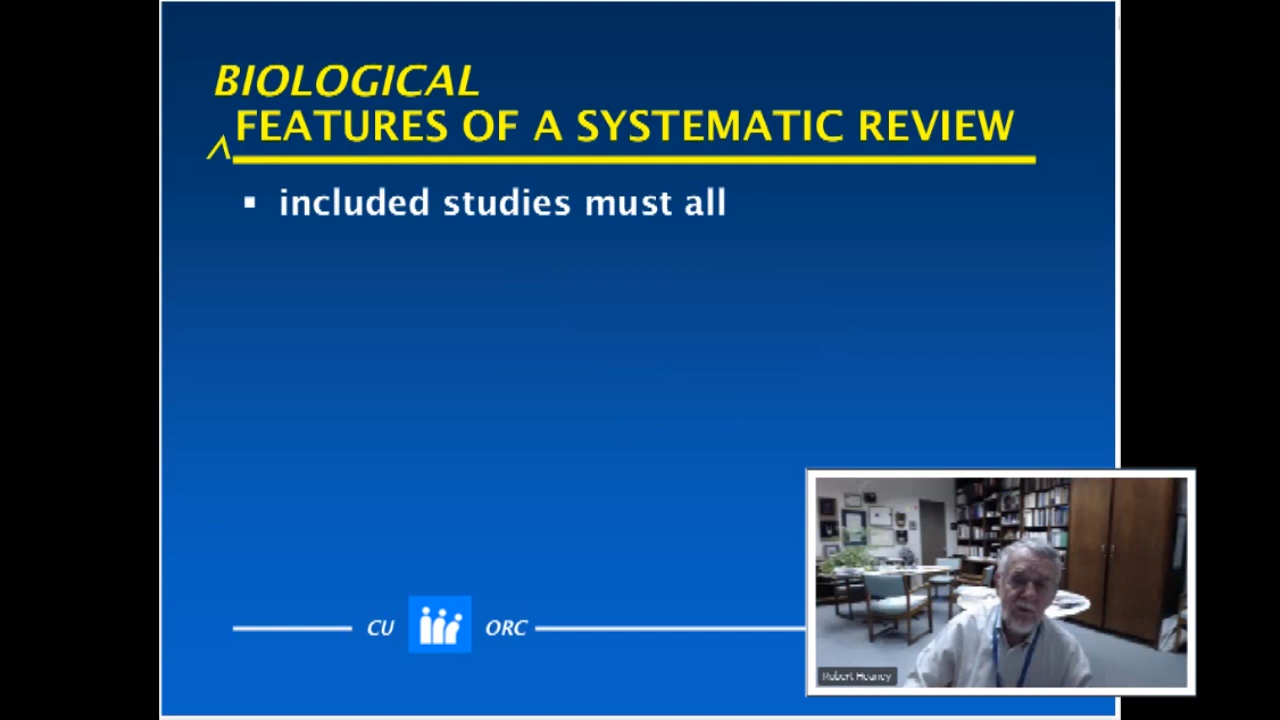 BIOLOGICAL
^ FEATURES OF A SYSTEMATIC REVIEW
▪ included studies must all
CU ORC
Robert Heaney